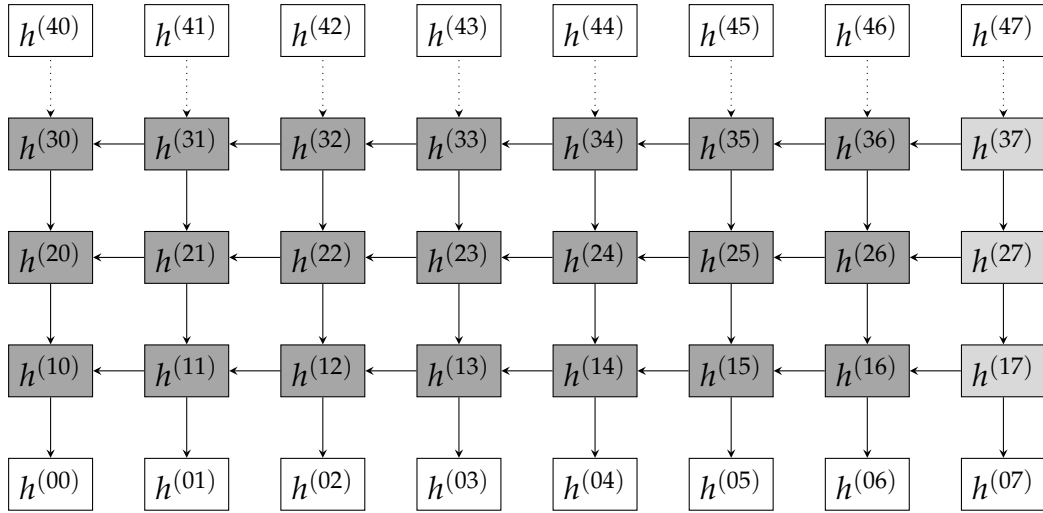 h^(40) h^(41) h^(42) h^(43) h^(44) h^(45) h^(46) h^(47)
h^(30) h^(31) h^(32) h^(33) h^(34) h^(35) h^(36) h^(37)
h^(20) h^(21) h^(22) h^(23) h^(24) h^(25) h^(26) h^(27)
h^(10) h^(11) h^(12) h^(13) h^(14) h^(15) h^(16) h^(17)
h^(00) h^(01) h^(02) h^(03) h^(04) h^(05) h^(06) h^(07)